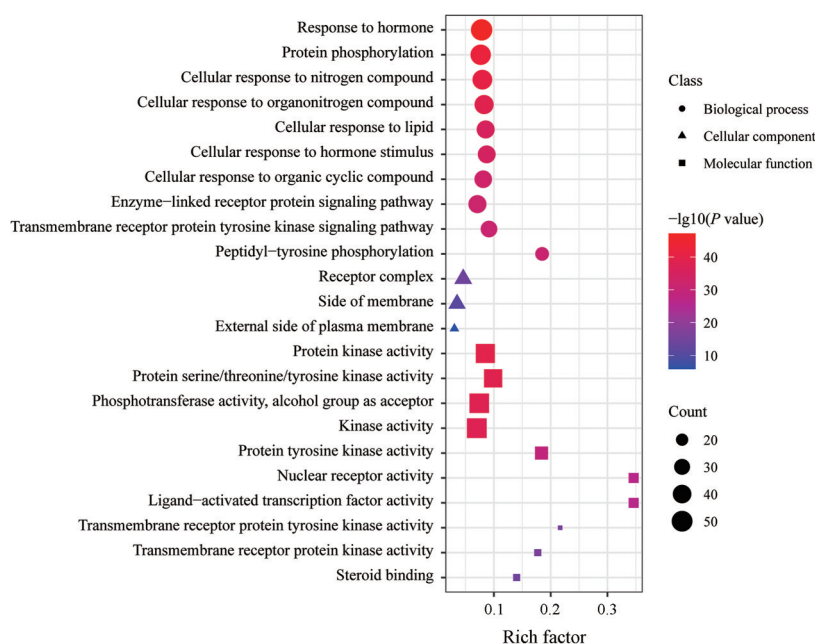 Response to hormone
Protein phosphorylation
Cellular response to nitrogen compound
Cellular response to organonitrogen compound
Cellular response to lipid
Cellular response to hormone stimulus
Cellular response to organic cyclic compound
Enzyme−linked receptor protein signaling pathway
Transmembrane receptor protein tyrosine kinase signaling pathway
Peptidyl−tyrosine phosphorylation
Receptor complex
Side of membrane
External side of plasma membrane
Protein kinase activity
Protein serine/threonine/tyrosine kinase activity
Phosphotransferase activity, alcohol group as acceptor
Kinase activity
Protein tyrosine kinase activity
Nuclear receptor activity
Ligand−activated transcription factor activity
Transmembrane receptor protein tyrosine kinase activity
Transmembrane receptor protein kinase activity
Steroid binding
0.1 0.2 0.3
Rich factor
Class
Biological process
Cellular component
Molecular function
−lg10(P value)
40
30
20
10
Count
20
30
40
50